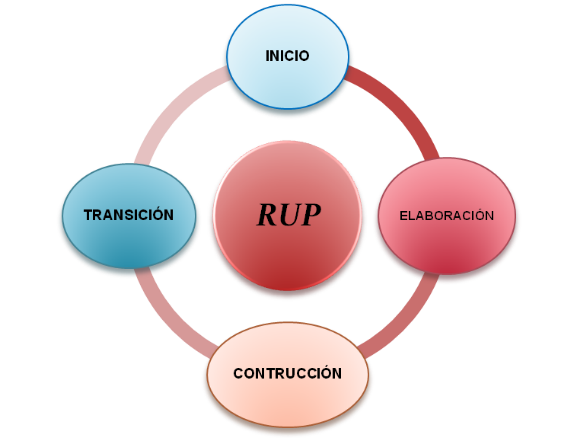 INICIO
TRANSICIÓN
RUP
ELABORACIÓN
CONTRUCCIÓN